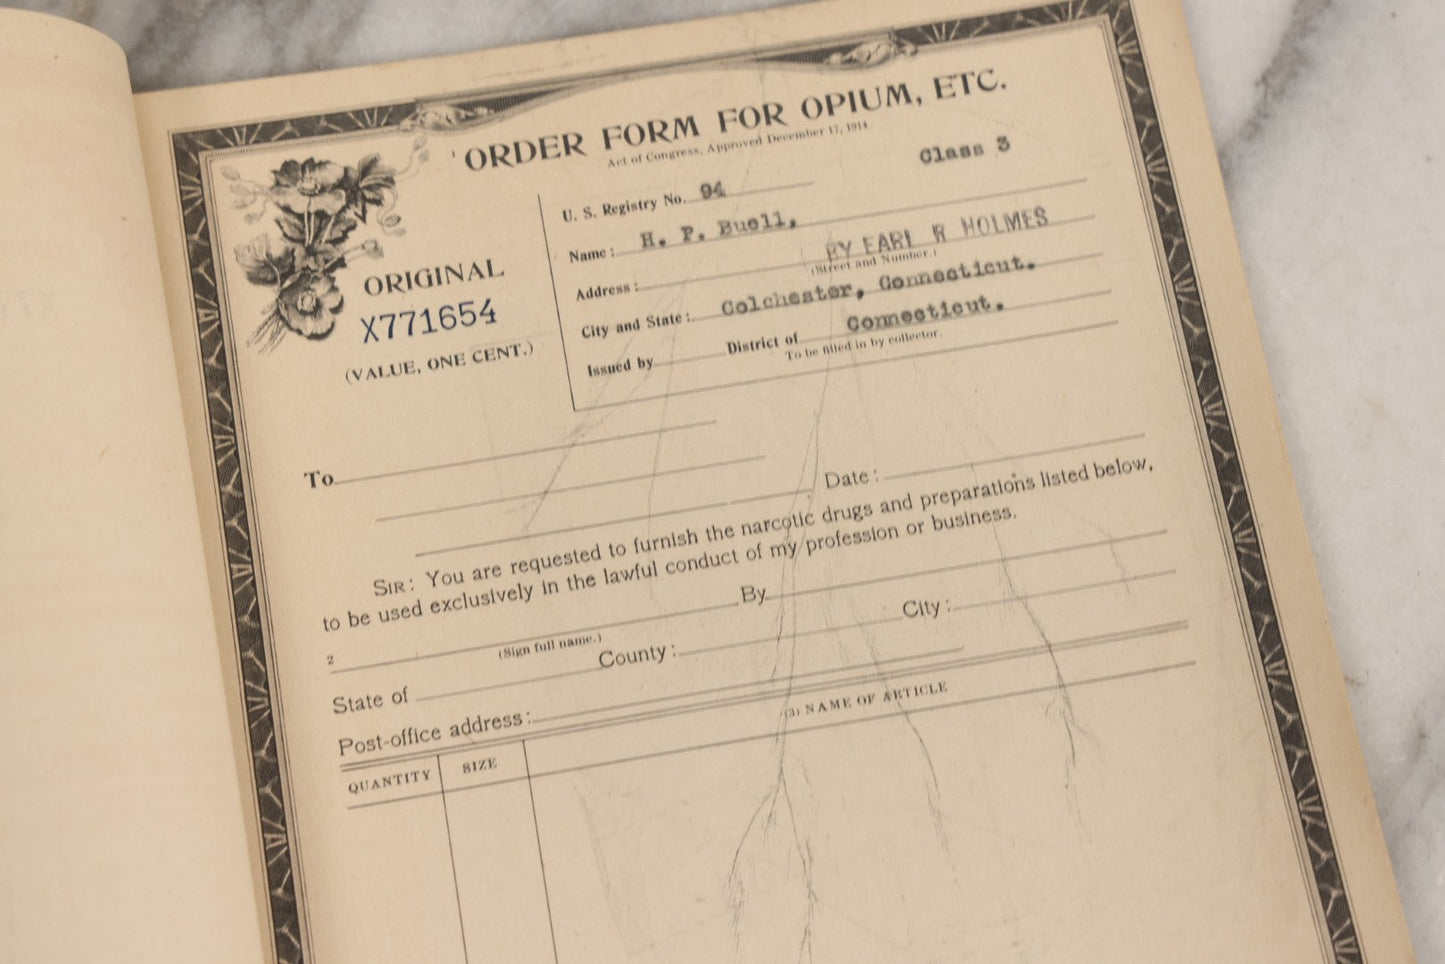 ORDER FORM FOR OPIUM, ETC.
Act of Congress, Approved December 17, 1914.
Class 3
U. S. Registry No. 94
Name: H. P. Buell,
BY EARL R HOLMES
Address:
(Street and Number.)
City and State: Colchester, Connecticut.
Issued by District of Connecticut.
To be filled in by collector.
ORIGINAL
X771654
(VALUE, ONE CENT.)
To
Date:
SIR: You are requested to furnish the narcotic drugs and preparations listed below,
to be used exclusively in the lawful conduct of my profession or business.
2 By
(Sign full name.)
State of County: City:
Post-office address:
QUANTITY SIZE (3) NAME OF ARTICLE